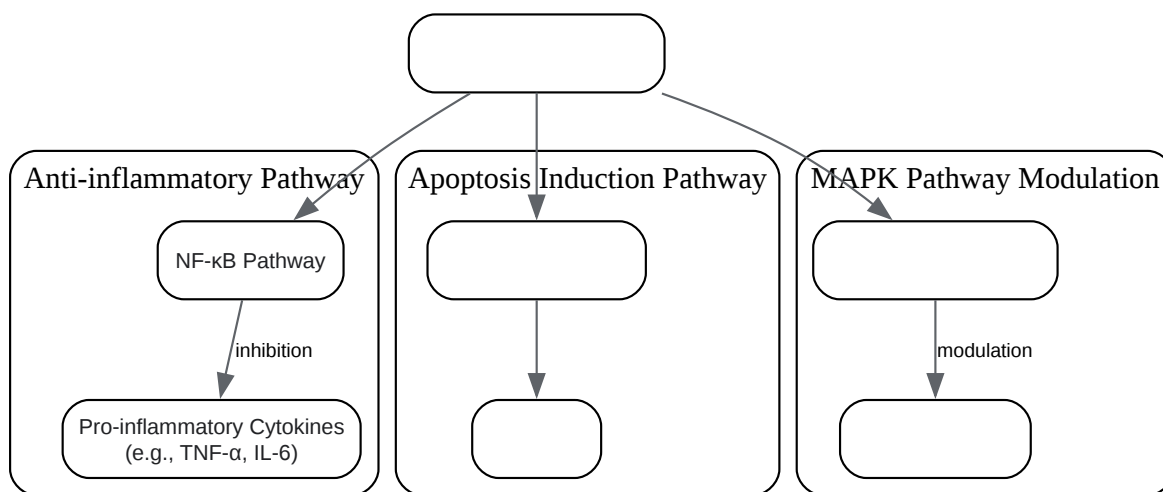 Anti-inflammatory Pathway
Apoptosis Induction Pathway
MAPK Pathway Modulation
NF-κB Pathway
inhibition
modulation
Pro-inflammatory Cytokines
(e.g., TNF-α, IL-6)